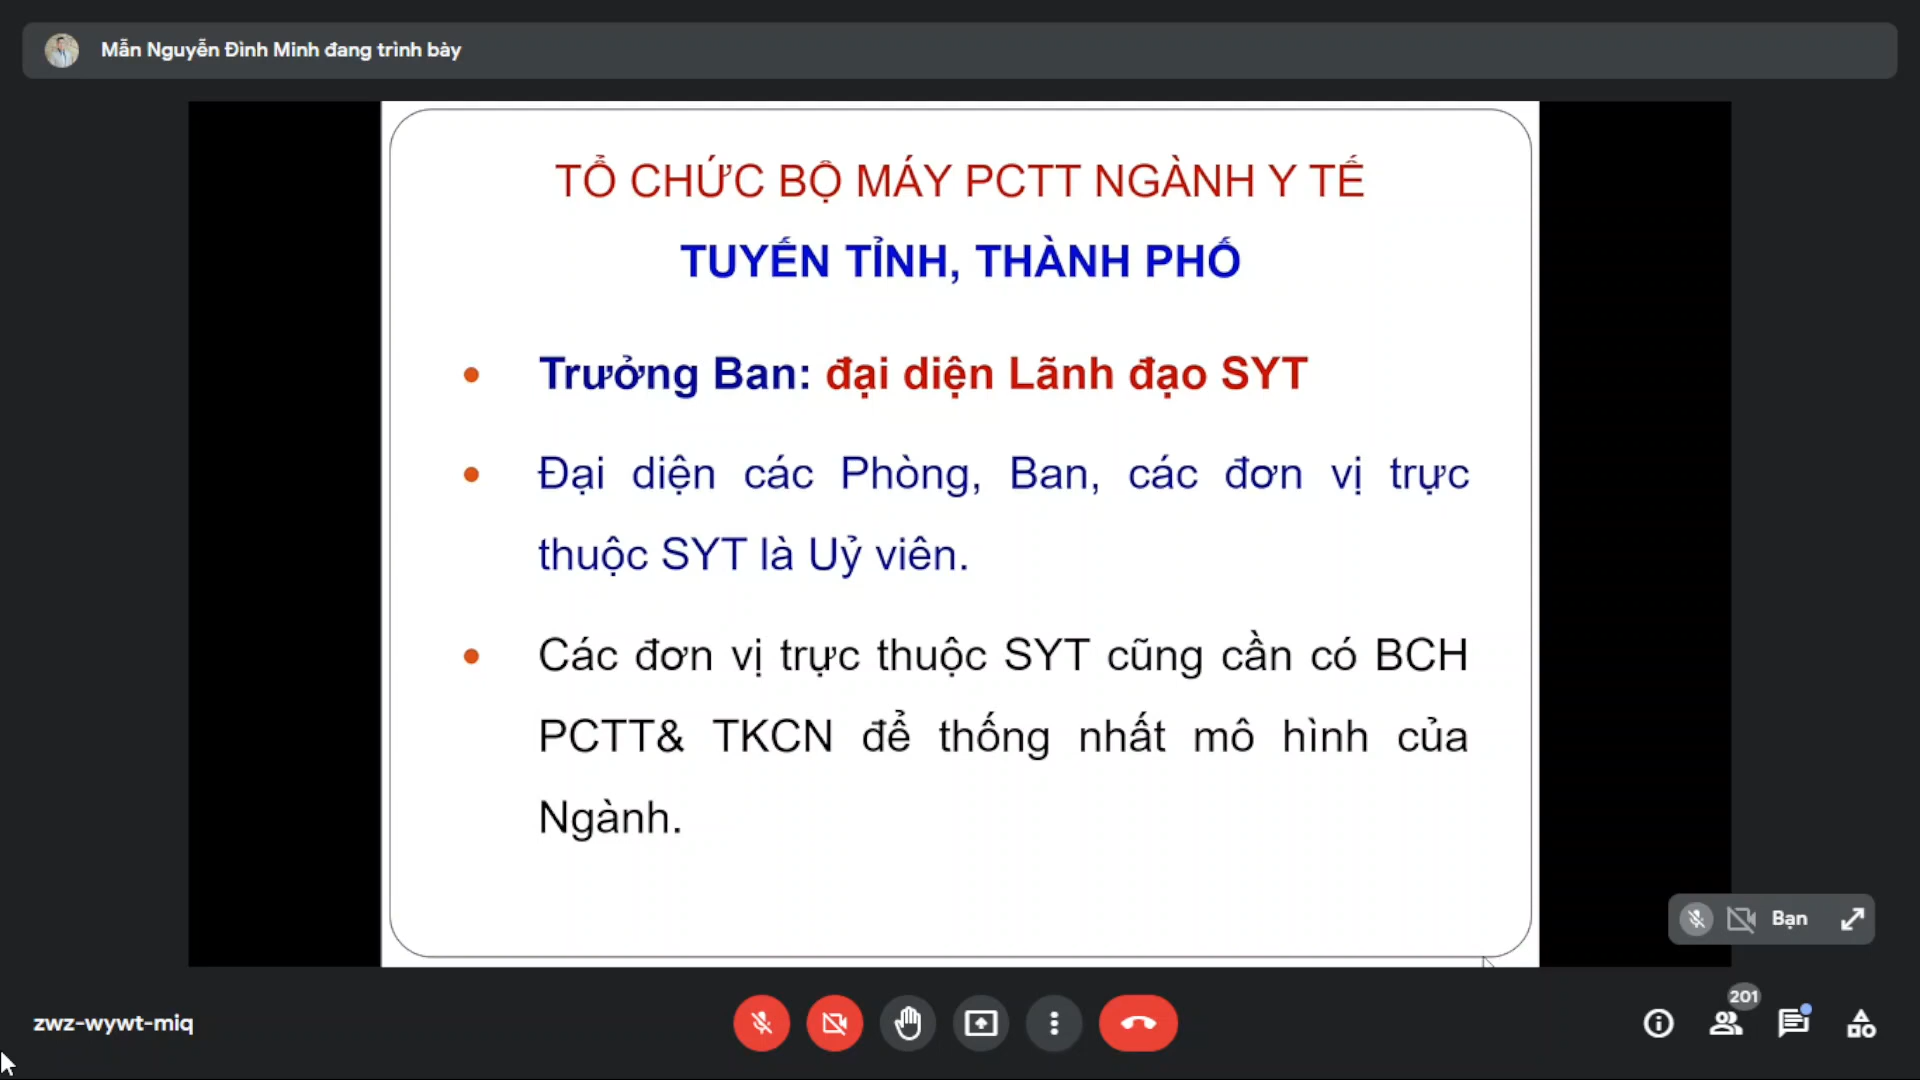 Mẫn Nguyễn Đình Minh đang trình bày
TỔ CHỨC BỘ MÁY PCTT NGÀNH Y TẾ
TUYẾN TỈNH, THÀNH PHỐ
• Trưởng Ban: đại diện Lãnh đạo SYT
• Đại diện các Phòng, Ban, các đơn vị trực
thuộc SYT là Uỷ viên.
• Các đơn vị trực thuộc SYT cũng cần có BCH
PCTT& TKCN để thống nhất mô hình của
Ngành.
Bạn
201
zwz-wywt-miq